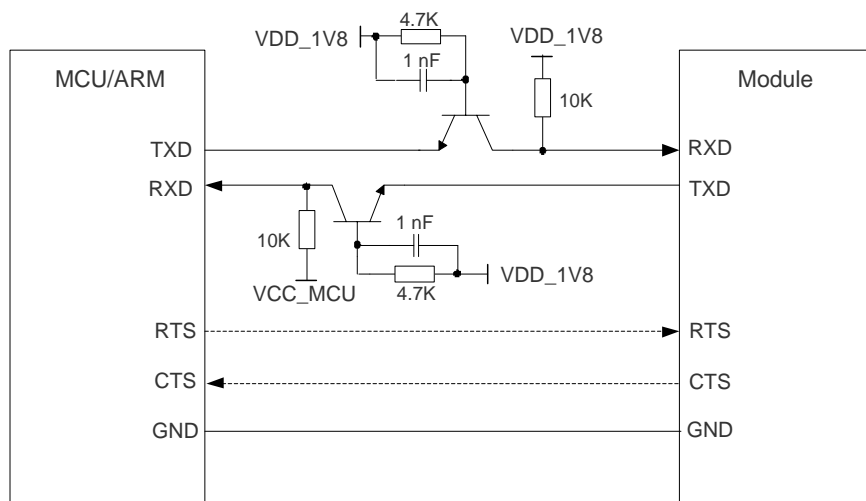 4.7K
VDD_1V8
VDD_1V8
1 nF
MCU/ARM
Module
10K
TXD
RXD
RXD
TXD
1 nF
10K
VDD_1V8
4.7K
VCC_MCU
RTS
RTS
CTS
CTS
GND
GND